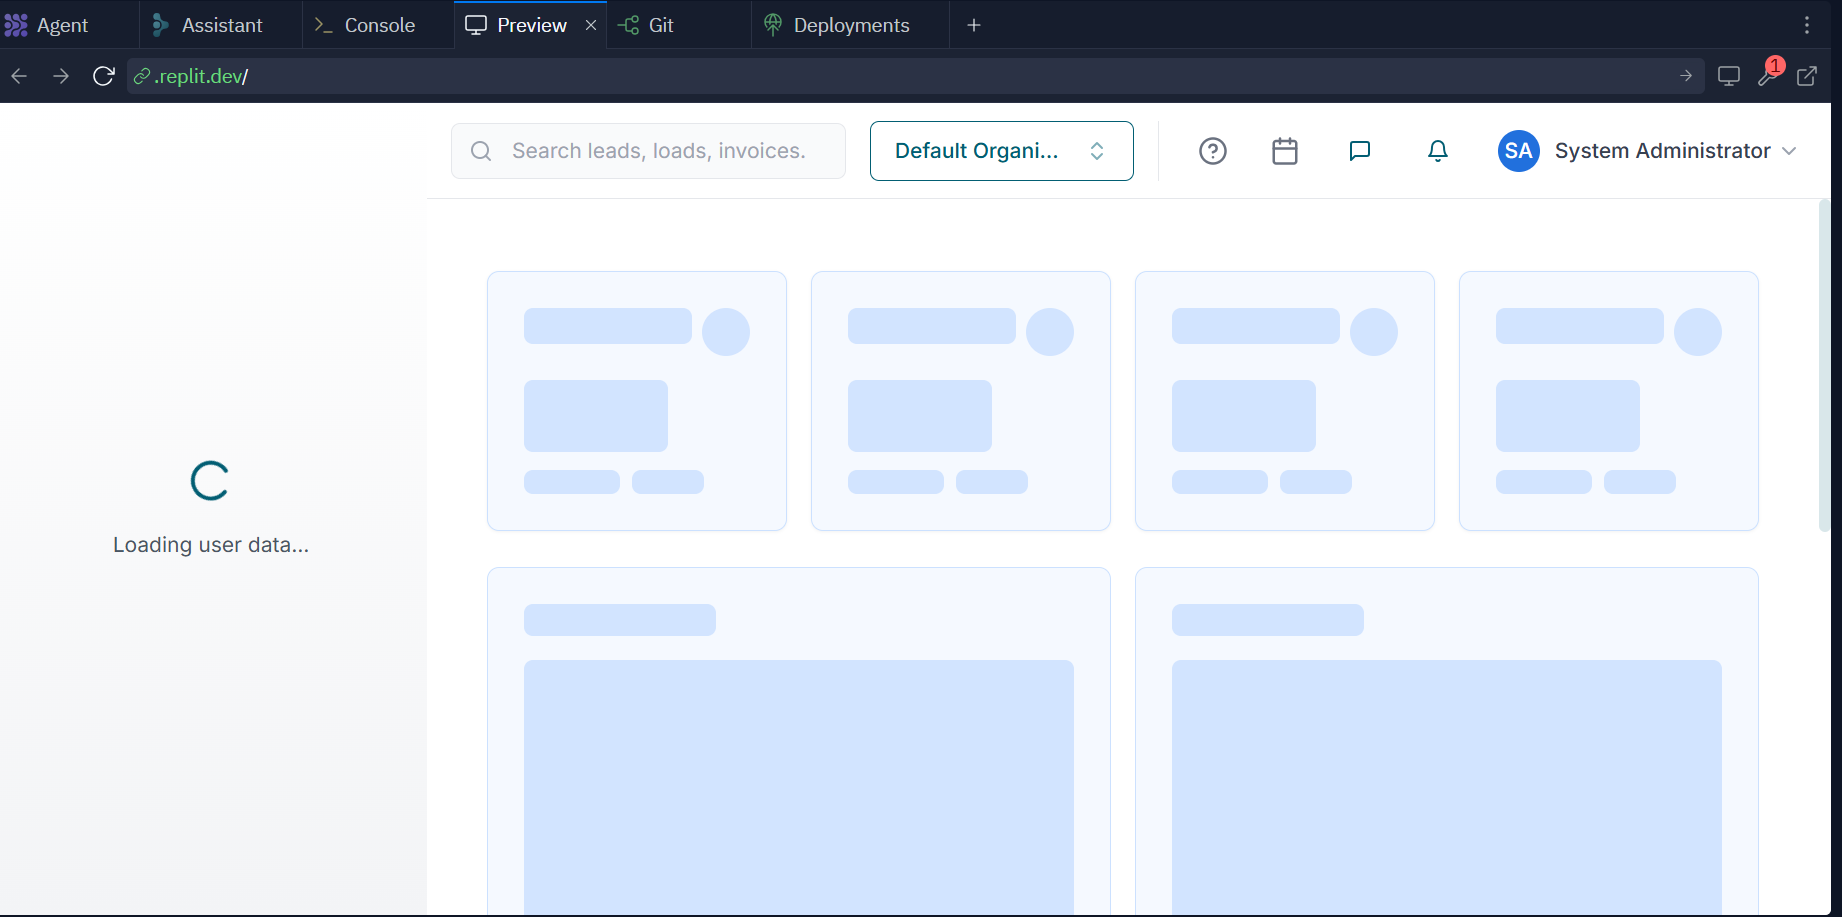 Agent
Assistant
Console
Preview
Git
Deployments
.replit.dev/
1
Search leads, loads, invoices.
Default Organi...
SA
System Administrator
Loading user data...